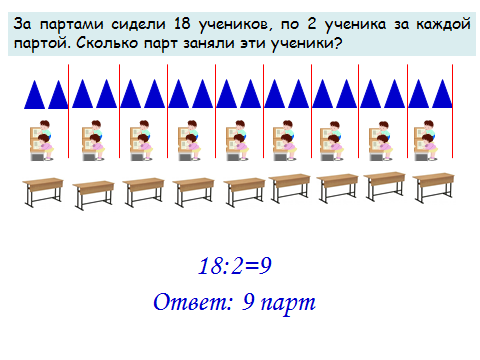 За партами сидели 18 учеников, по 2 ученика за каждой
партой. Сколько парт заняли эти ученики?
18:2=9
Ответ: 9 парт